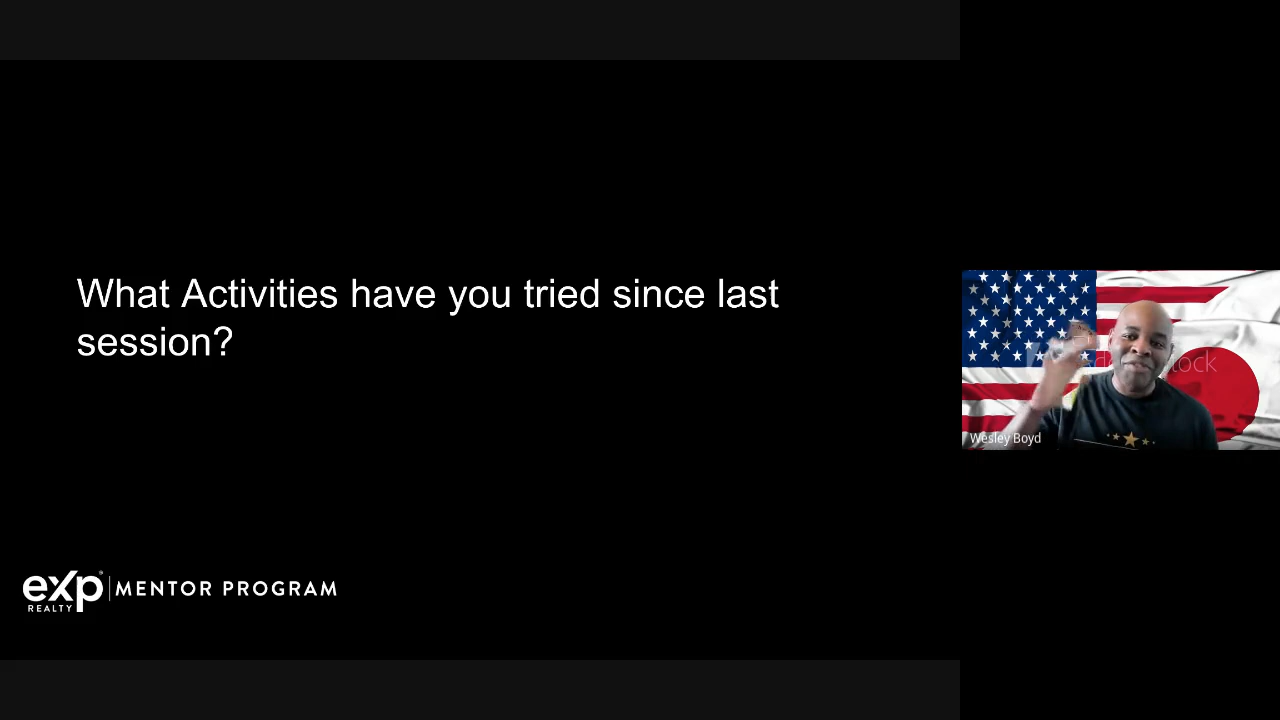 What Activities have you tried since last
session?
Wesley Boyd
eXp
REALTY
MENTOR PROGRAM